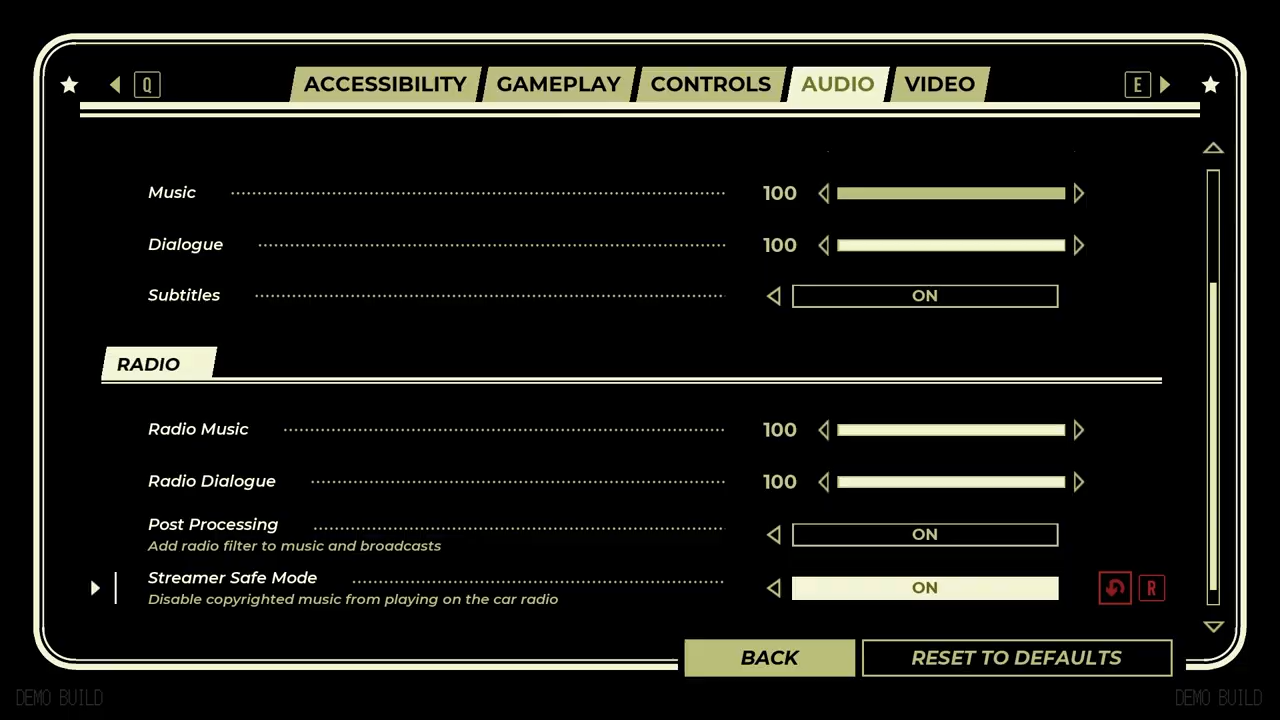 Q
ACCESSIBILITY GAMEPLAY CONTROLS AUDIO VIDEO
E
Music 100
Dialogue 100
Subtitles ON
RADIO
Radio Music 100
Radio Dialogue 100
Post Processing
Add radio filter to music and broadcasts
ON
Streamer Safe Mode
Disable copyrighted music from playing on the car radio
ON
R
BACK RESET TO DEFAULTS
DEMO BUILD DEMO BUILD